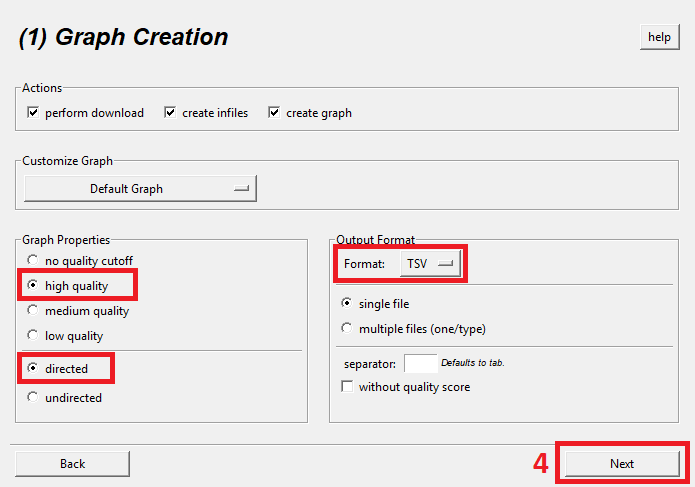 (1) Graph Creation
help
Actions
perform download
create infiles
create graph
Customize Graph
Default Graph
Graph Properties
no quality cutoff
high quality
medium quality
low quality
directed
undirected
Output Format
Format: TSV
single file
multiple files (one/type)
separator: Defaults to tab.
without quality score
Back
4 Next